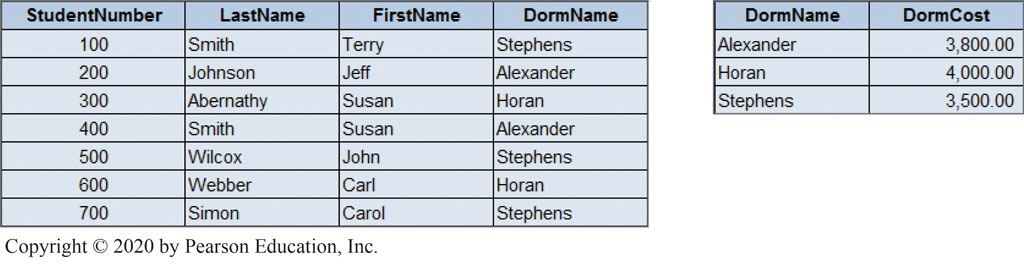 StudentNumber LastName FirstName DormName
100 Smith Terry Stephens
200 Johnson Jeff Alexander
300 Abernathy Susan Horan
400 Smith Susan Alexander
500 Wilcox John Stephens
600 Webber Carl Horan
700 Simon Carol Stephens
DormName DormCost
Alexander 3,800.00
Horan 4,000.00
Stephens 3,500.00
Copyright © 2020 by Pearson Education, Inc.